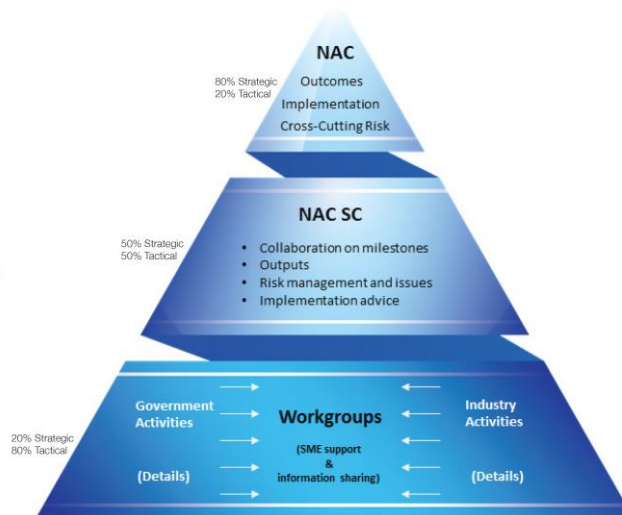 NAC
80% Strategic
20% Tactical
Outcomes
Implementation
Cross-Cutting Risk
NAC SC
50% Strategic
50% Tactical
• Collaboration on milestones
• Outputs
• Risk management and issues
• Implementation advice
20% Strategic
80% Tactical
Government
Activities
(Details)
Workgroups
(SME support
&
information sharing)
Industry
Activities
(Details)